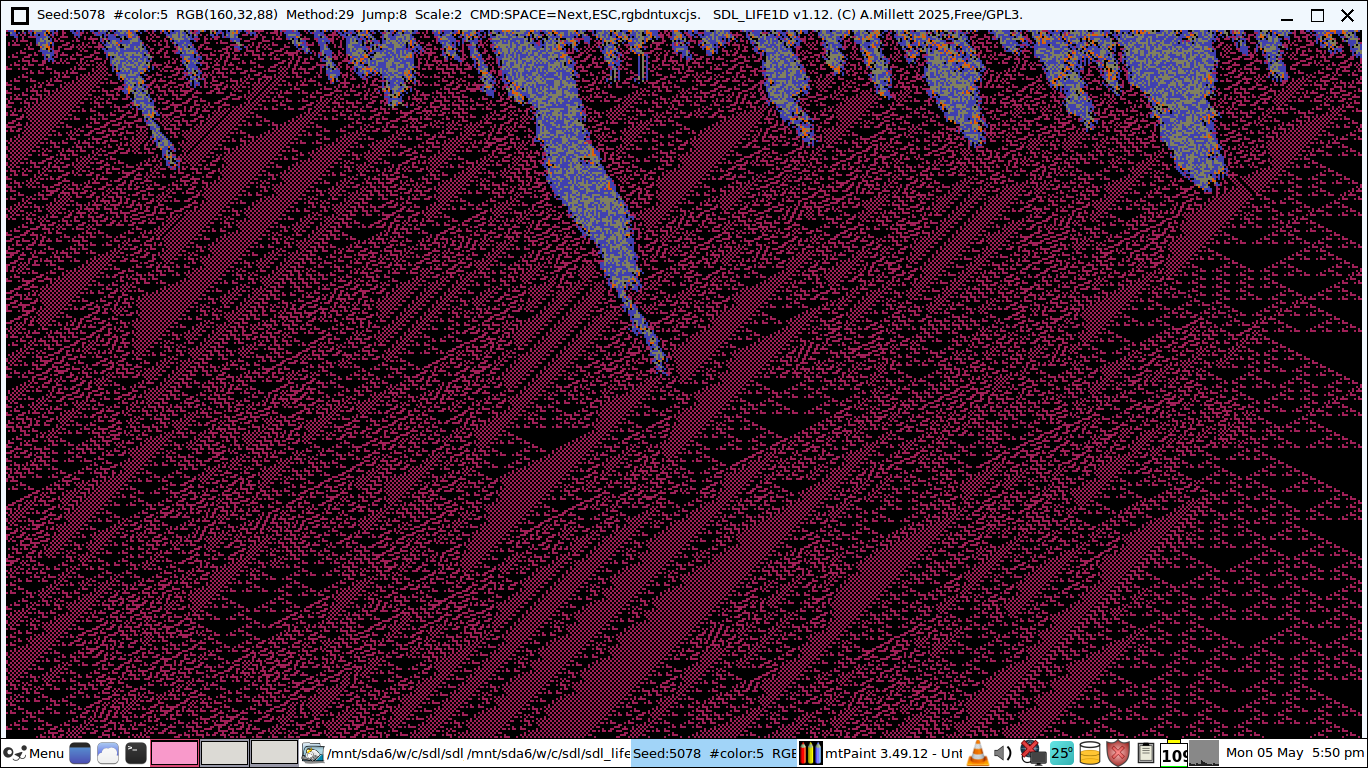 Seed:5078 #color:5 RGB(160,32,88) Method:29 Jump:8 Scale:2 CMD:SPACE=Next,ESC,rgbdntuxcjs. SDL_LIFE1D v1.12. (C) A.Millett 2025,Free/GPL3.
Menu /mnt/sda6/w/c/sdl/sdl /mnt/sda6/w/c/sdl/sdl_life Seed:5078 #color:5 RGB mtPaint 3.49.12 - Unt 25° 109 Mon 05 May 5:50 pm